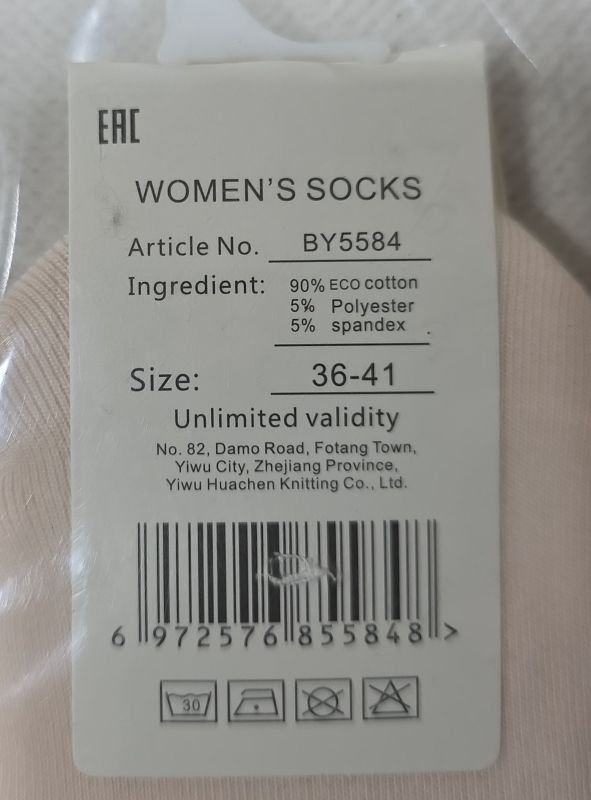 EAC
WOMEN'S SOCKS
Article No. BY5584
Ingredient: 90% ECO cotton
5% Polyester
5% spandex .
Size: 36-41
Unlimited validity
No. 82, Damo Road, Fotang Town,
Yiwu City, Zhejiang Province,
Yiwu Huachen Knitting Co., Ltd.
6 972576 855848 >
30